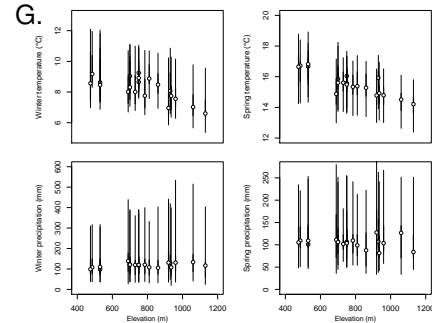 G.
Winter temperature (°C)
6 8 10 12
Spring temperature (°C)
12 14 16 18 20
Winter precipitation (mm)
0 100 200 300 400 500 600
400 600 800 1000 1200
Elevation (m)
Spring precipitation (mm)
0 50 100 150 200 250
400 600 800 1000 1200
Elevation (m)